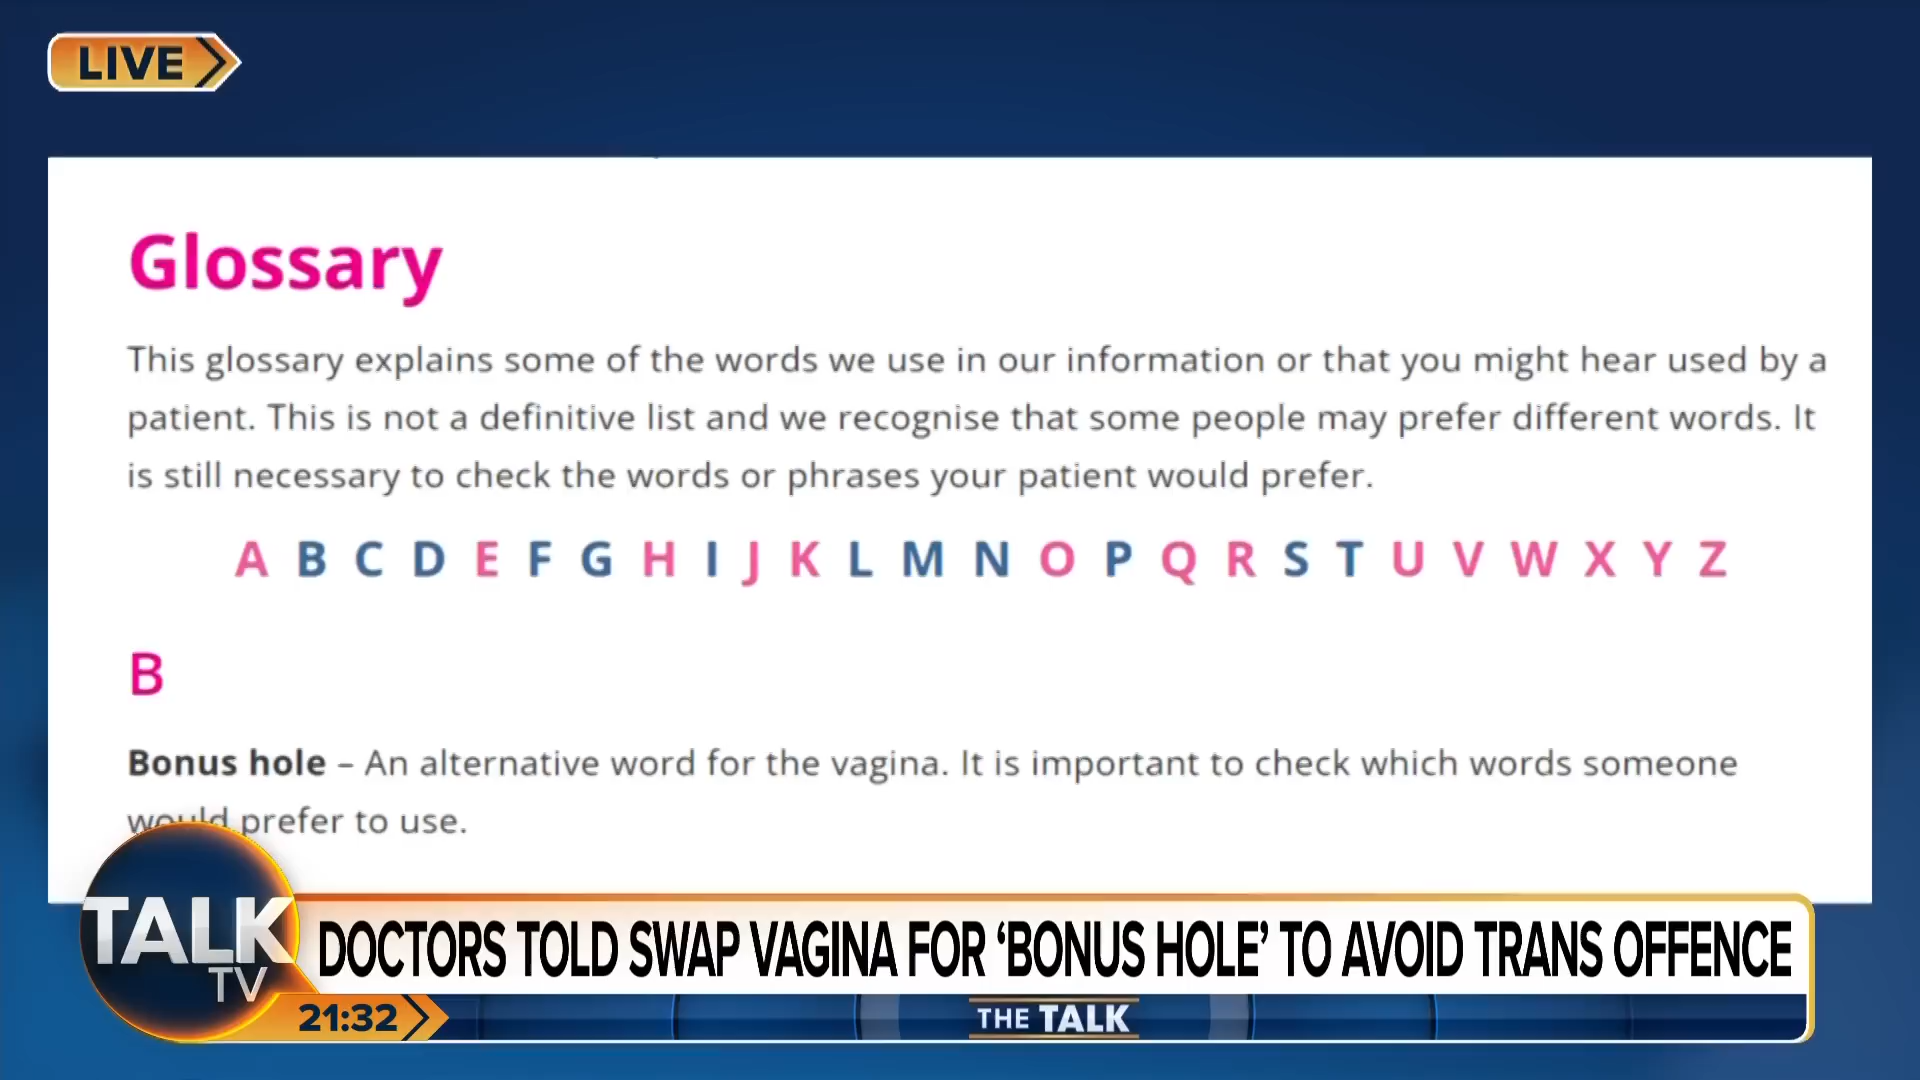 LIVE
Glossary
This glossary explains some of the words we use in our information or that you might hear used by a
patient. This is not a definitive list and we recognise that some people may prefer different words. It
is still necessary to check the words or phrases your patient would prefer.
A B C D E F G H I J K L M N O P Q R S T U V W X Y Z
B
Bonus hole – An alternative word for the vagina. It is important to check which words someone
would prefer to use.
TALK
TV
DOCTORS TOLD SWAP VAGINA FOR ‘BONUS HOLE’ TO AVOID TRANS OFFENCE
21:32
THE TALK